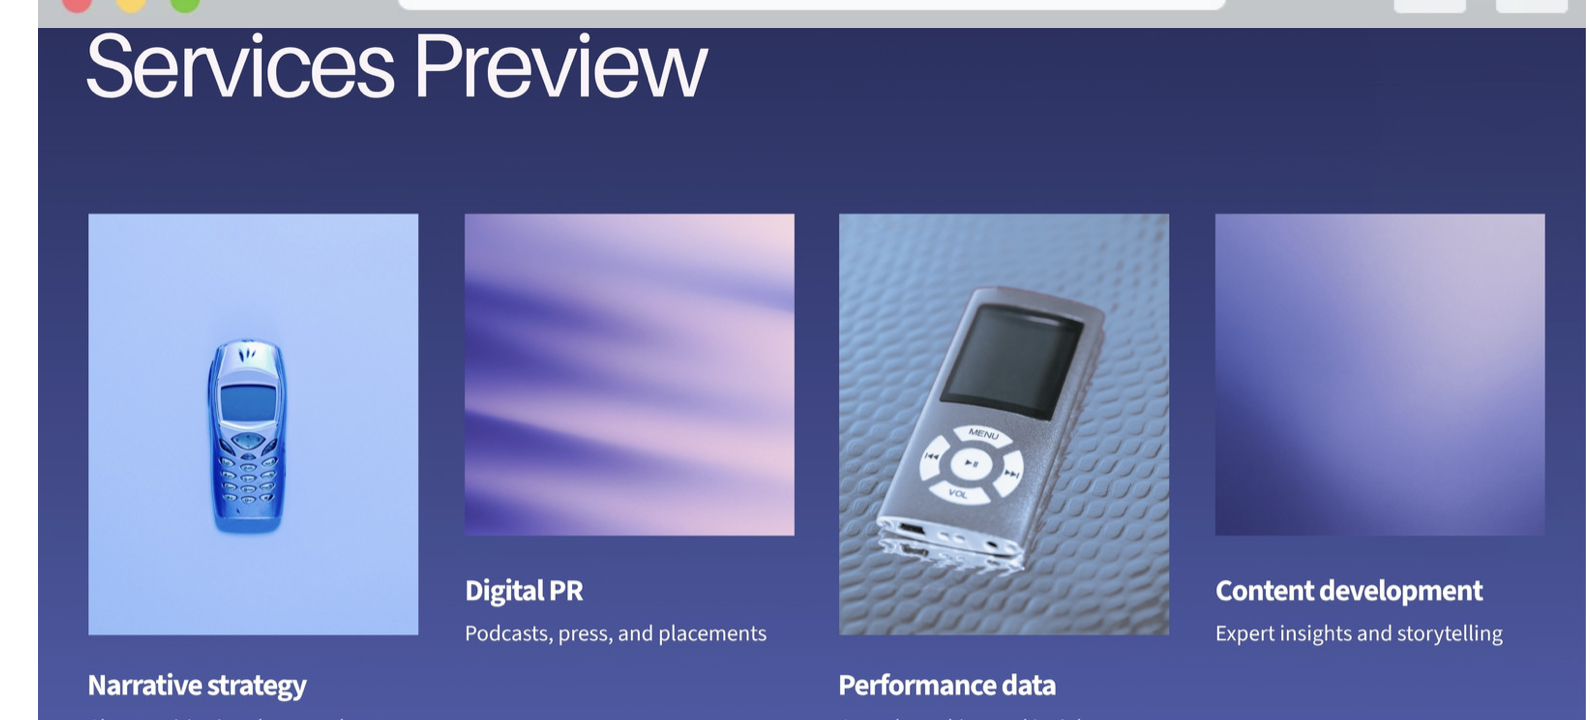 Services Preview
MENU
VOL
Digital PR
Podcasts, press, and placements
Content development
Expert insights and storytelling
Narrative strategy
Performance data